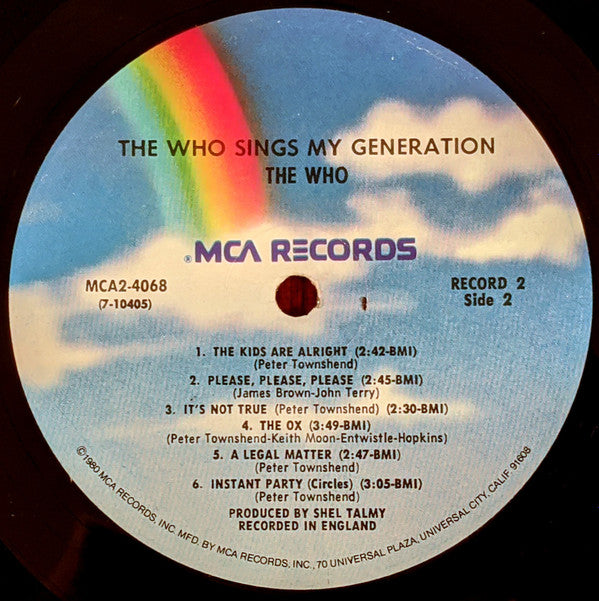 THE WHO SINGS MY GENERATION
THE WHO
®MCA RECORDS
MCA2-4068
(7-10405)
RECORD 2
Side 2
1. THE KIDS ARE ALRIGHT (2:42-BMI)
(Peter Townshend)
2. PLEASE, PLEASE, PLEASE (2:45-BMI)
(James Brown-John Terry)
3. IT'S NOT TRUE (Peter Townshend) (2:30-BMI)
4. THE OX (3:49-BMI)
(Peter Townshend-Keith Moon-Entwistle-Hopkins)
5. A LEGAL MATTER (2:47-BMI)
(Peter Townshend)
6. INSTANT PARTY (Circles) (3:05-BMI)
(Peter Townshend)
PRODUCED BY SHEL TALMY
RECORDED IN ENGLAND
©1980 MCA RECORDS, INC. MFD. BY MCA RECORDS, INC., 70 UNIVERSAL PLAZA, UNIVERSAL CITY, CALIF. 91608